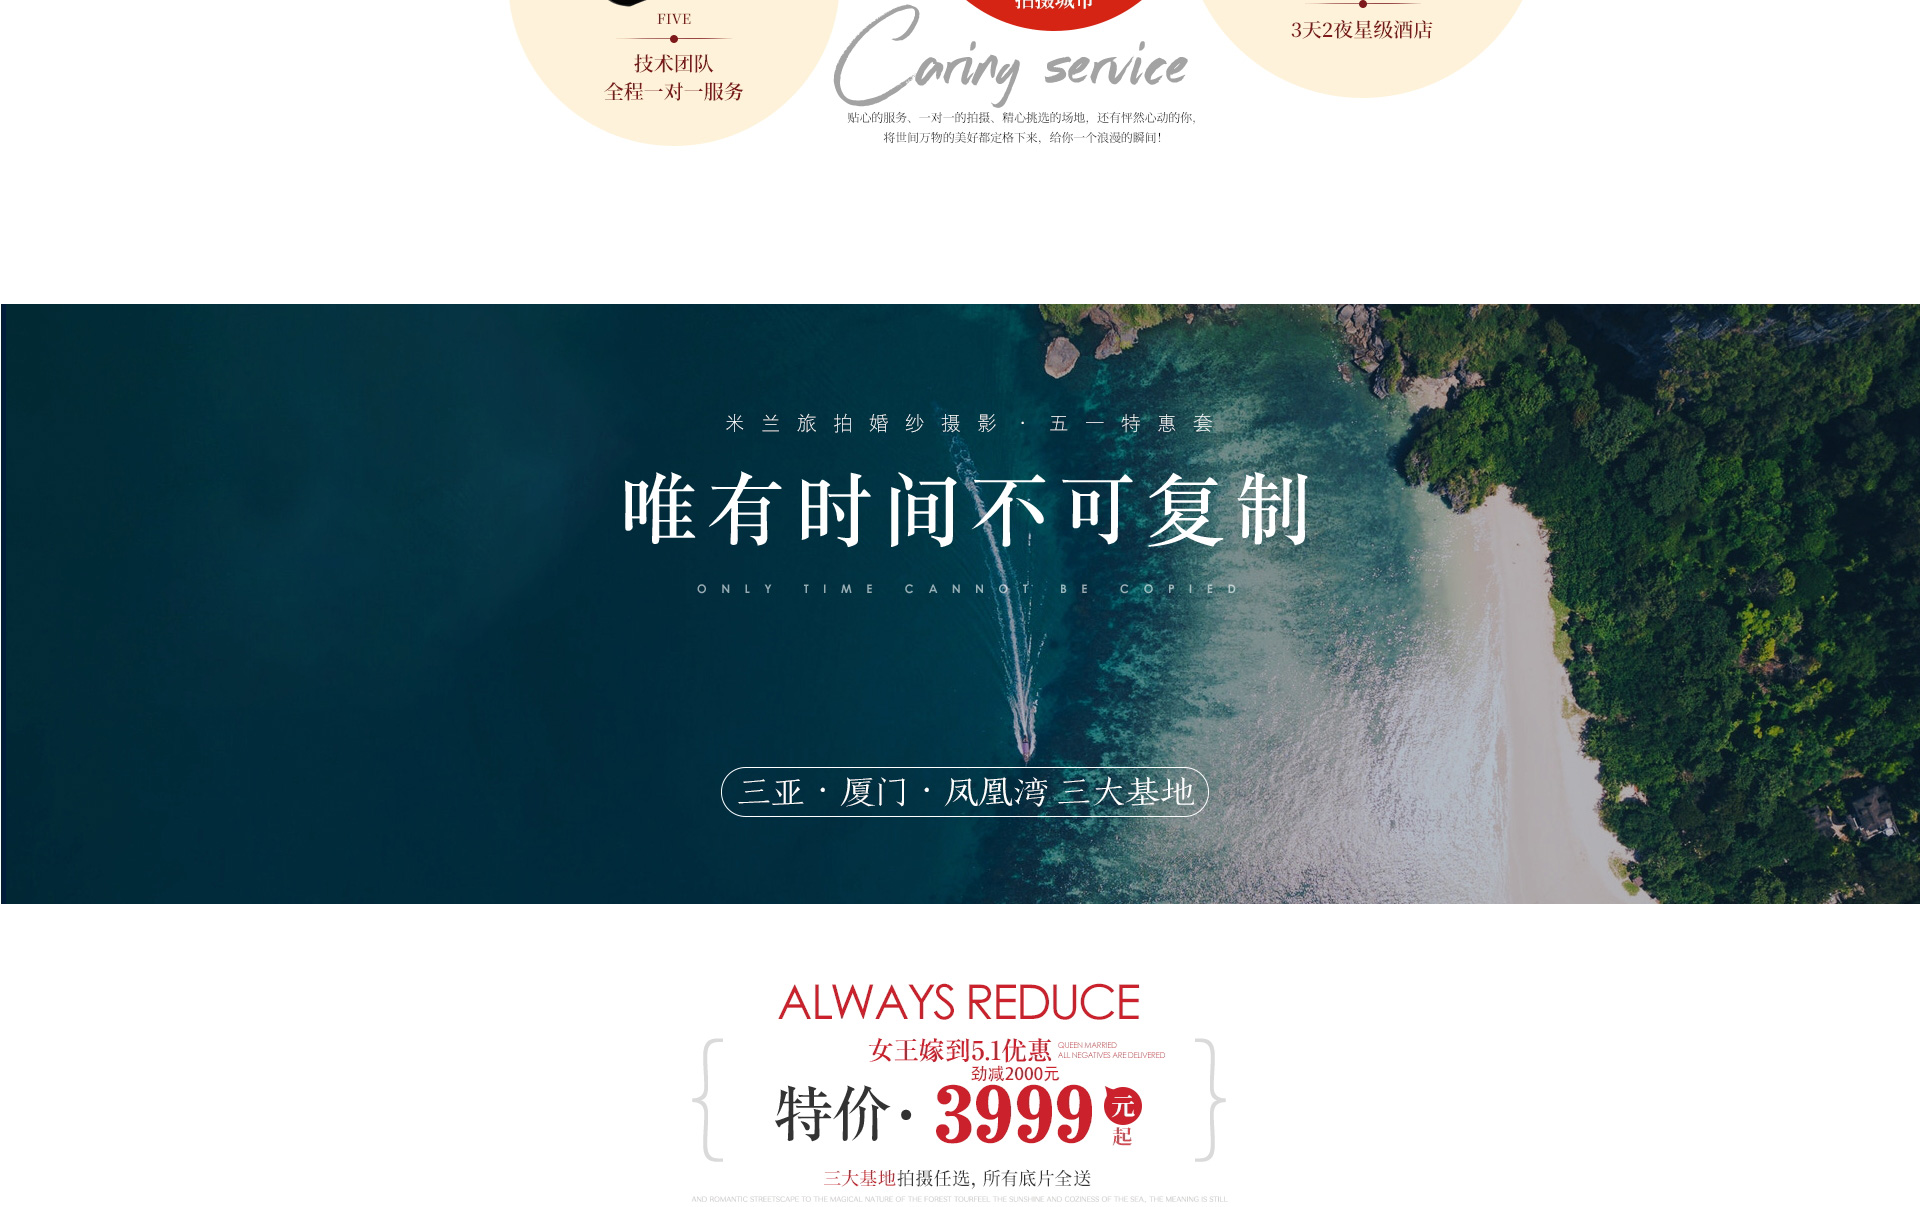 FIVE
技术团队
全程一对一服务
拍摄城市
3天2夜星级酒店
Caring service
贴心的服务、一对一的拍摄、精心挑选的场地，还有怦然心动的你，
将世间万物的美好都定格下来，给你一个浪漫的瞬间！
米兰旅拍婚纱摄影·五一特惠套
唯有时间不可复制
ONLY TIME CANNOT BE COPIED
三亚·厦门·凤凰湾 三大基地
ALWAYS REDUCE
女王嫁到5.1优惠
QUEEN MARRIED
ALL NEGATIVES ARE DELIVERED
劲减2000元
特价·3999元起
三大基地拍摄任选，所有底片全送
AND ROMANTIC STREETSCAPE TO THE MAGICAL NATURE OF THE FOREST TOURFEEL THE SUNSHINE AND COZINESS OF THE SEA, THE MEANING IS STILL